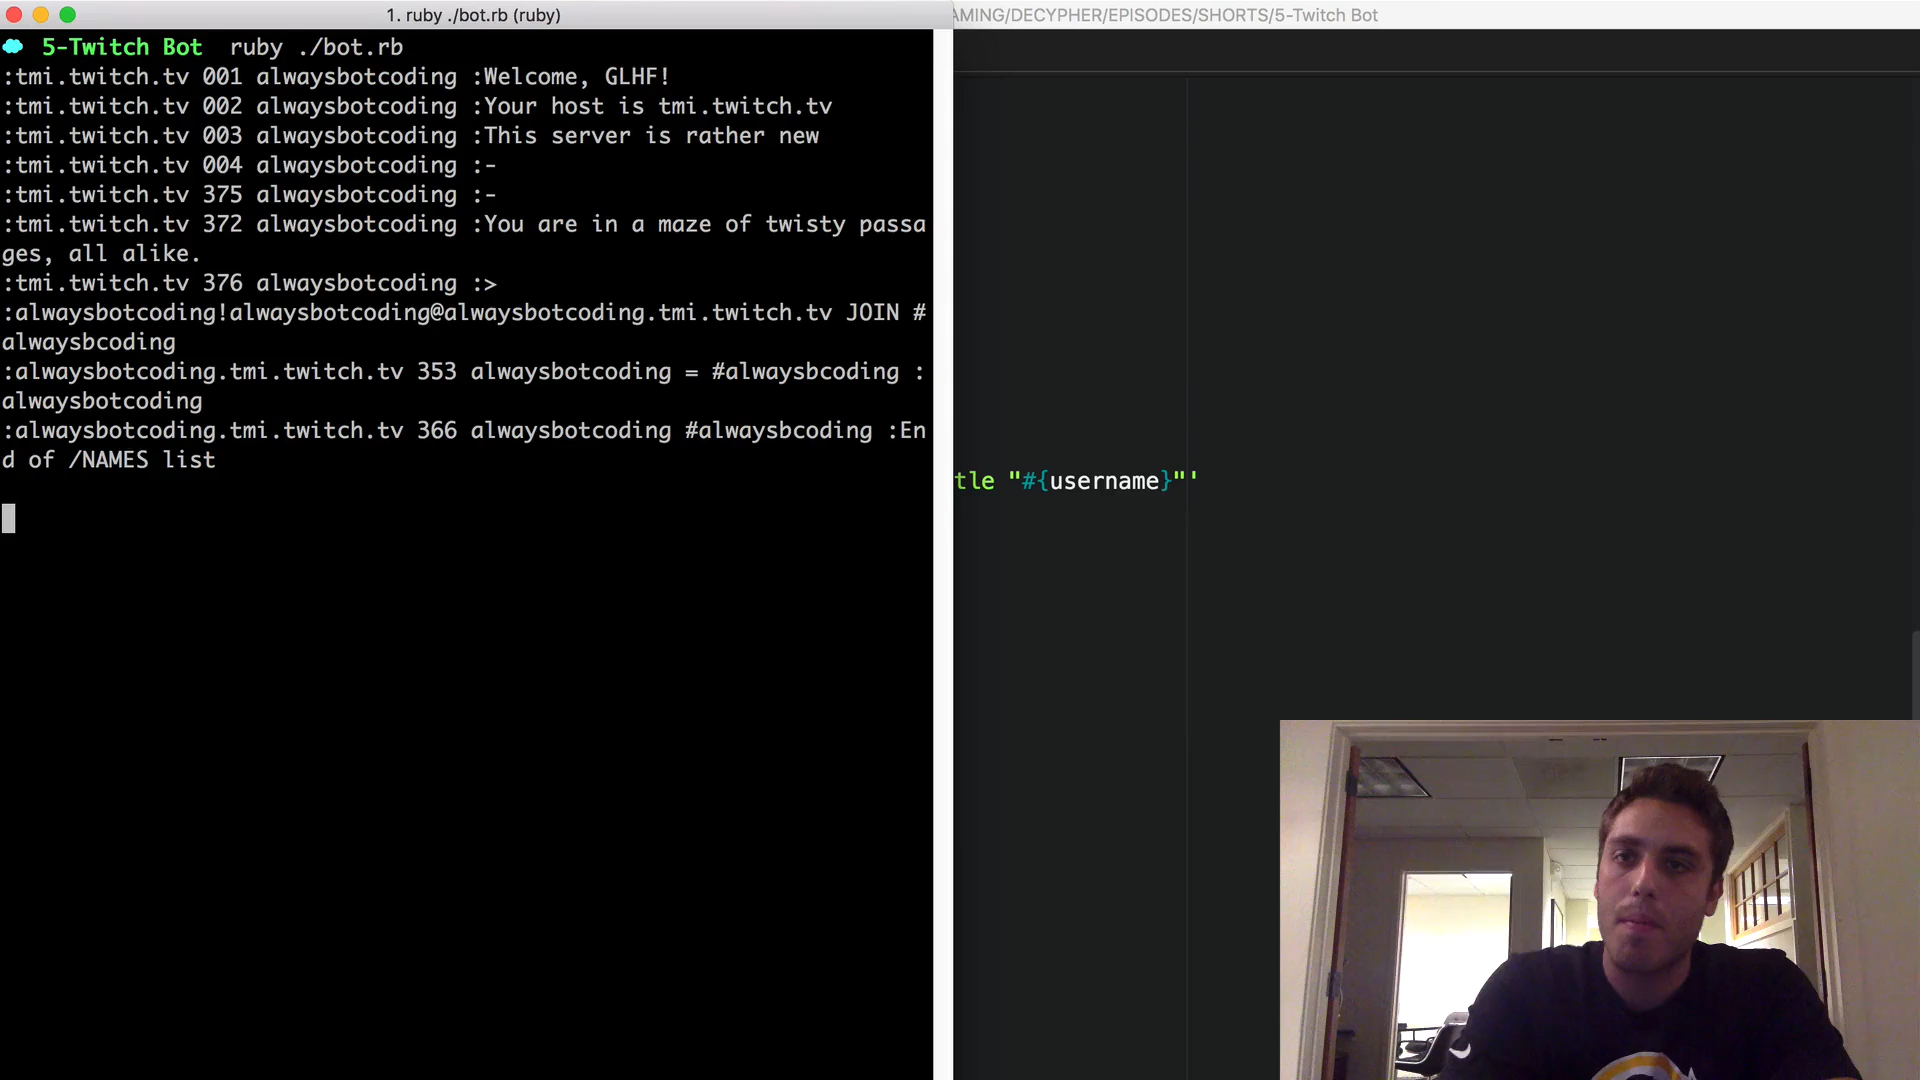 1. ruby ./bot.rb (ruby)
AMING/DECYPHER/EPISODES/SHORTS/5-Twitch Bot
5-Twitch Bot  ruby ./bot.rb
:tmi.twitch.tv 001 alwaysbotcoding :Welcome, GLHF!
:tmi.twitch.tv 002 alwaysbotcoding :Your host is tmi.twitch.tv
:tmi.twitch.tv 003 alwaysbotcoding :This server is rather new
:tmi.twitch.tv 004 alwaysbotcoding :-
:tmi.twitch.tv 375 alwaysbotcoding :-
:tmi.twitch.tv 372 alwaysbotcoding :You are in a maze of twisty passa
ges, all alike.
:tmi.twitch.tv 376 alwaysbotcoding :>
:alwaysbotcoding!alwaysbotcoding@alwaysbotcoding.tmi.twitch.tv JOIN #
alwaysbcoding
:alwaysbotcoding.tmi.twitch.tv 353 alwaysbotcoding = #alwaysbcoding :
alwaysbotcoding
:alwaysbotcoding.tmi.twitch.tv 366 alwaysbotcoding #alwaysbcoding :En
d of /NAMES list
tle "#{username}"'